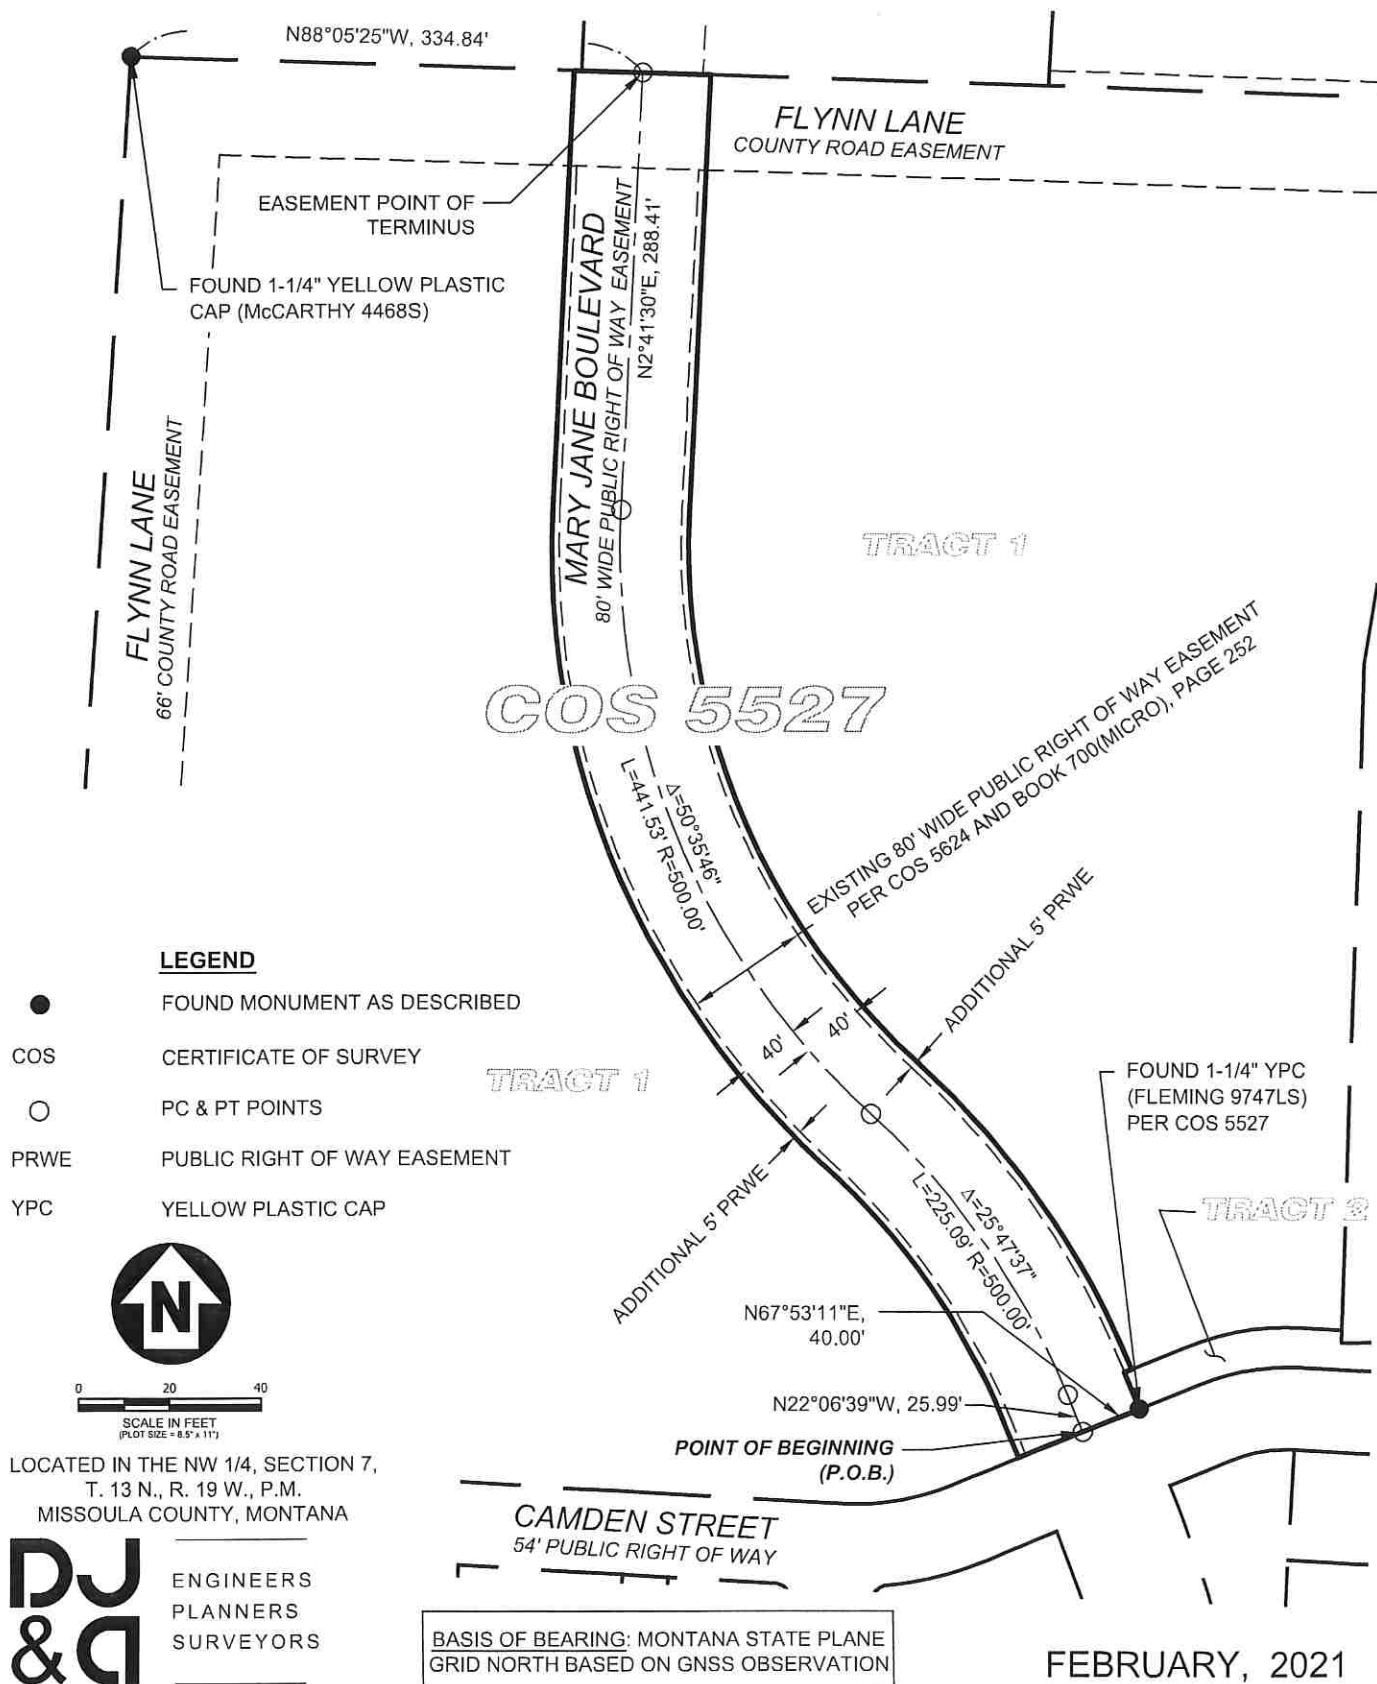 N88°05'25"W, 334.84'
FLYNN LANE
COUNTY ROAD EASEMENT
EASEMENT POINT OF
TERMINUS
FOUND 1-1/4" YELLOW PLASTIC
CAP (McCARTHY 4468S)
MARY JANE BOULEVARD
80' WIDE PUBLIC RIGHT OF WAY EASEMENT
N2°41'30"E, 288.41'
FLYNN LANE
66' COUNTY ROAD EASEMENT
TRACT 1
COS 5527
EXISTING 80' WIDE PUBLIC RIGHT OF WAY EASEMENT
PER COS 5624 AND BOOK 700(MICRO), PAGE 252
Δ=50°35'46"
L=441.53' R=500.00'
ADDITIONAL 5' PRWE
40'
40'
LEGEND
FOUND MONUMENT AS DESCRIBED
COS CERTIFICATE OF SURVEY
PC & PT POINTS
PRWE PUBLIC RIGHT OF WAY EASEMENT
YPC YELLOW PLASTIC CAP
TRACT 1
FOUND 1-1/4" YPC
(FLEMING 9747LS)
PER COS 5527
TRACT 2
ADDITIONAL 5' PRWE
Δ=25°47'37"
L=225.09' R=500.00'
N67°53'11"E,
40.00'
N22°06'39"W, 25.99'
POINT OF BEGINNING
(P.O.B.)
N
0 20 40
SCALE IN FEET
(PLOT SIZE = 8.5" x 11")
LOCATED IN THE NW 1/4, SECTION 7,
T. 13 N., R. 19 W., P.M.
MISSOULA COUNTY, MONTANA
CAMDEN STREET
54' PUBLIC RIGHT OF WAY
DJ
&A
ENGINEERS
PLANNERS
SURVEYORS
BASIS OF BEARING: MONTANA STATE PLANE
GRID NORTH BASED ON GNSS OBSERVATION
FEBRUARY, 2021